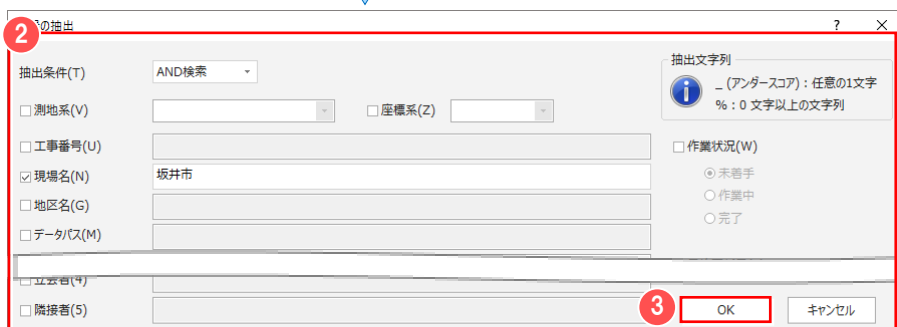 の抽出
? ×
2
抽出条件(T) AND検索
抽出文字列
_ (アンダースコア) : 任意の1文字
% : 0 文字以上の文字列
測地系(V) 座標系(Z)
工事番号(U)
現場名(N) 坂井市
地区名(G)
データパス(M)
作業状況(W)
未着手
作業中
完了
立会者(4)
隣接者(5)
3 OK キャンセル